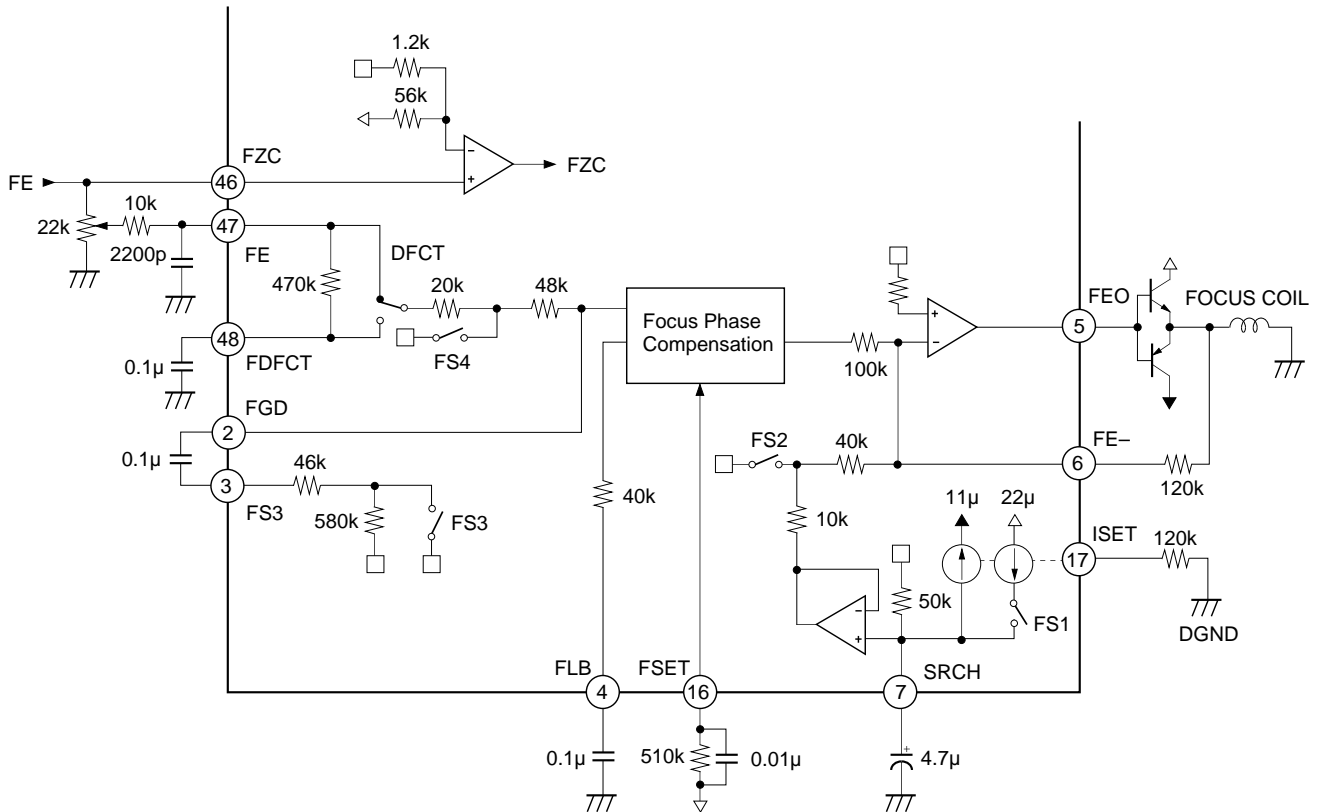 1.2k
56k
FZC
FZC
FE
46
10k
22k
47
FE
2200p
DFCT
470k
20k
48k
FS4
48
FDFCT
0.1μ
FGD
2
0.1μ
3
FS3
46k
580k
FS3
Focus Phase
Compensation
100k
FEO
5
FOCUS COIL
FS2
40k
FE–
6
120k
40k
10k
11μ
22μ
ISET
17
120k
50k
FS1
DGND
FLB
4
FSET
16
SRCH
7
0.1μ
510k
0.01μ
4.7μ